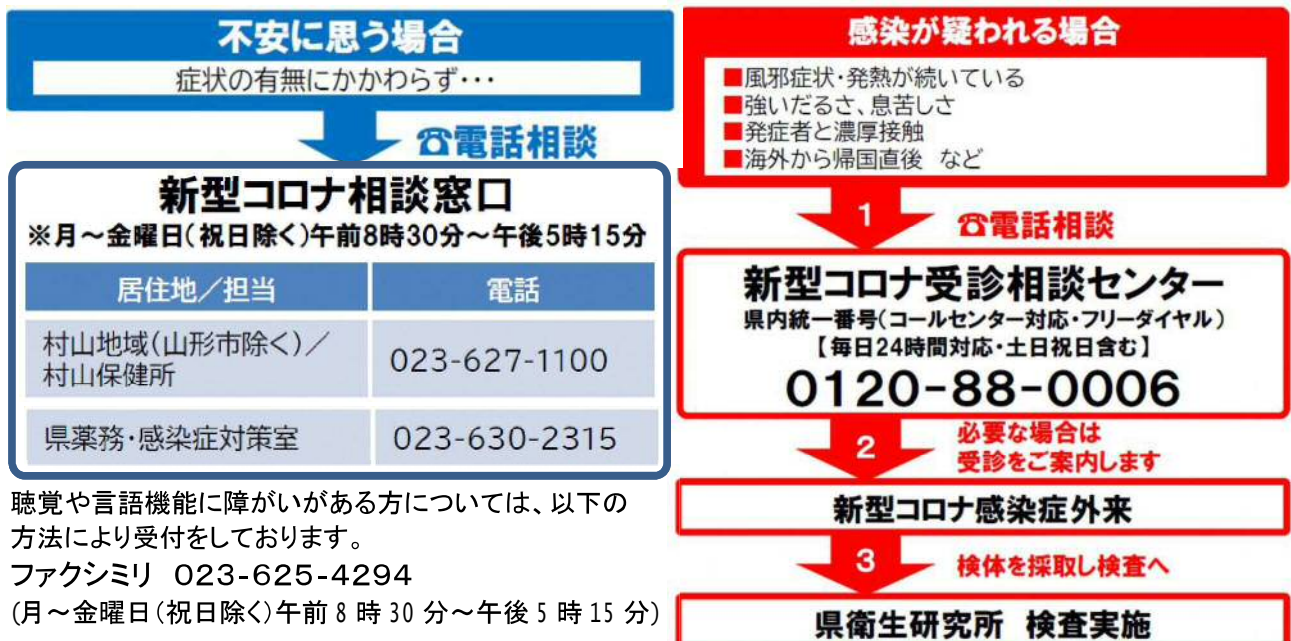 不安に思う場合
症状の有無にかかわらず・・・
☎電話相談
新型コロナ相談窓口
※月～金曜日(祝日除く)午前8時30分～午後5時15分
居住地／担当 電話
村山地域(山形市除く)／
村山保健所 023-627-1100
県薬務・感染症対策室 023-630-2315
聴覚や言語機能に障がいがある方については、以下の
方法により受付をしております。
ファクシミリ 023-625-4294
(月～金曜日(祝日除く)午前8時30分～午後5時15分)
感染が疑われる場合
■風邪症状・発熱が続いている
■強いだるさ、息苦しさ
■発症者と濃厚接触
■海外から帰国直後 など
1 ☎電話相談
新型コロナ受診相談センター
県内統一番号(コールセンター対応・フリーダイヤル)
【毎日24時間対応・土日祝日含む】
0120-88-0006
2 必要な場合は
受診をご案内します
新型コロナ感染症外来
3 検体を採取し検査へ
県衛生研究所 検査実施